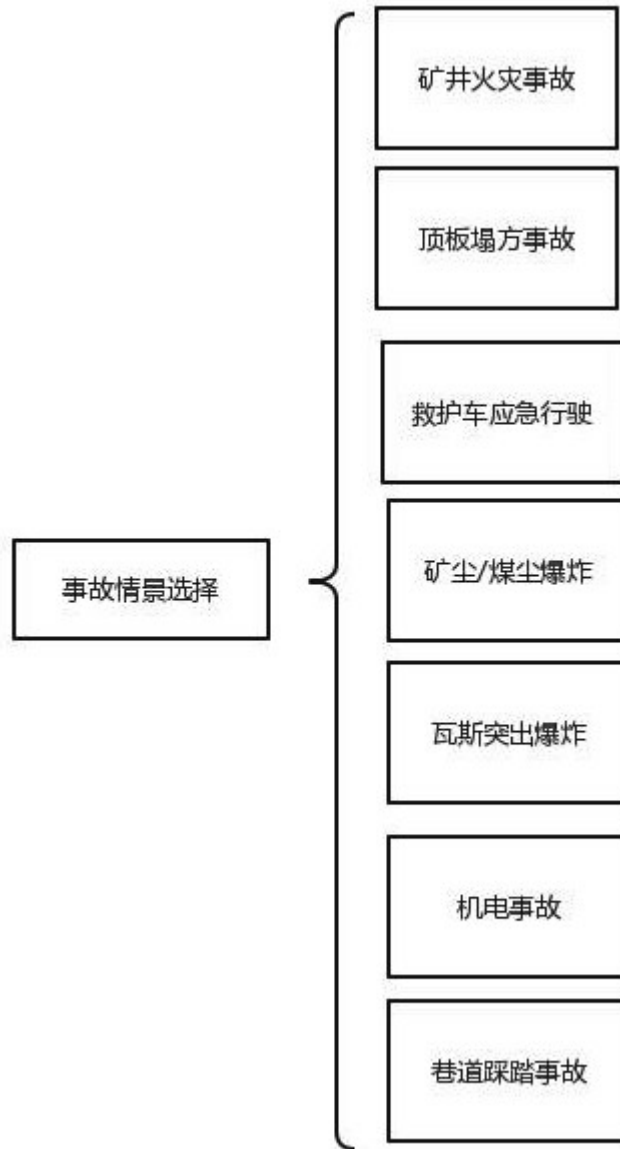 矿井火灾事故
顶板塌方事故
救护车应急行驶
事故情景选择
矿尘/煤尘爆炸
瓦斯突出爆炸
机电事故
巷道踩踏事故